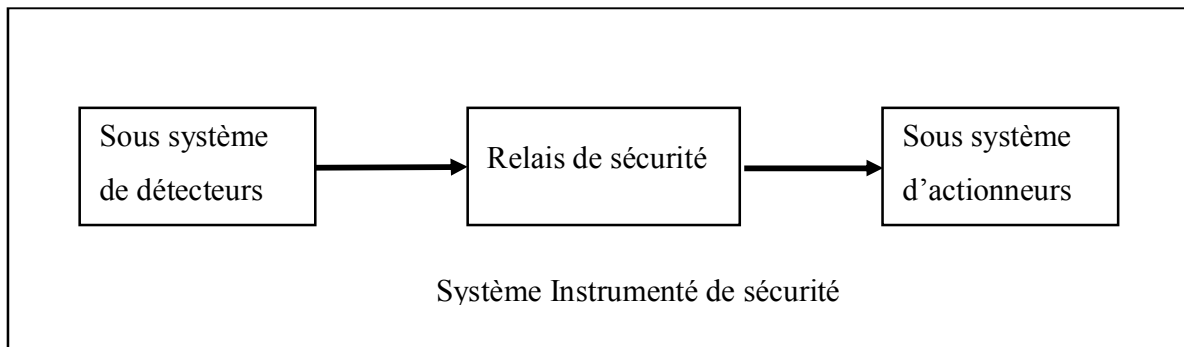 Sous système
de détecteurs
Relais de sécurité
Sous système
d’actionneurs
Système Instrumenté de sécurité